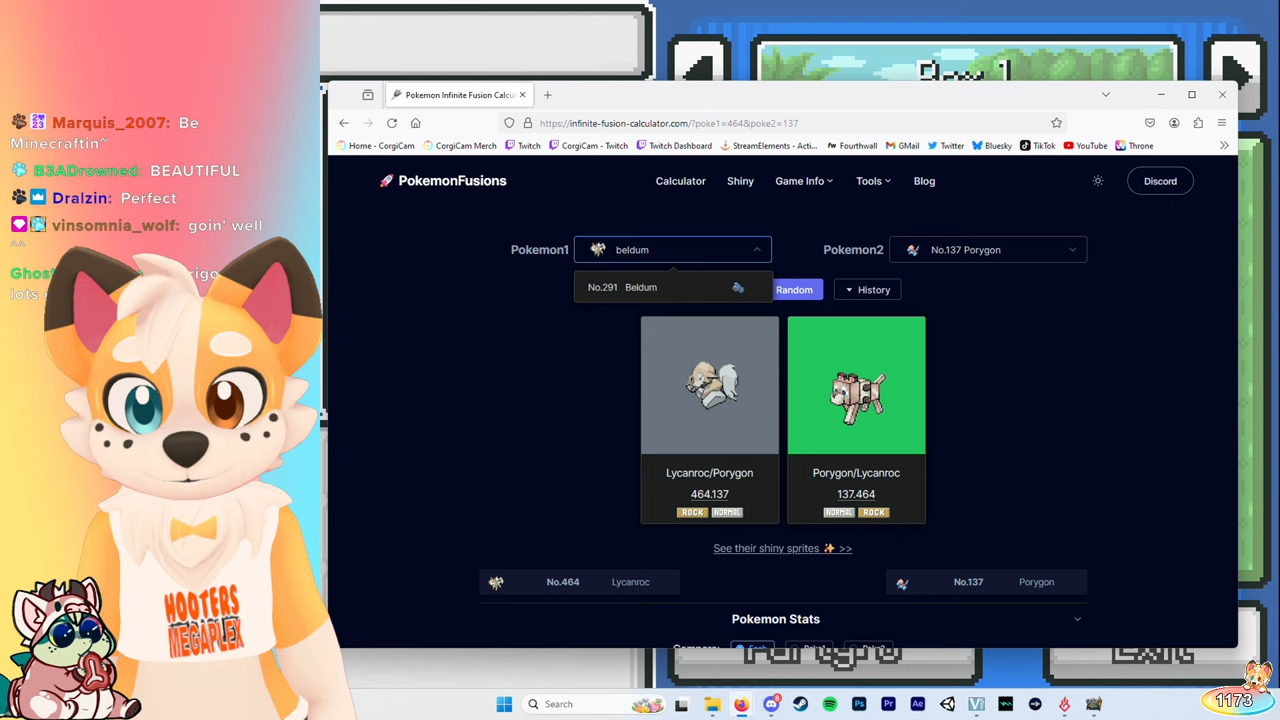 Marquis_2007: Be
Minecraftin~
B3ADrowned: BEAUTIFUL
Dralzin: Perfect
vinsomnia_wolf: goin' well
^^
HOOTERS
MEGAPLEX
Pokemon Infinite Fusion Calcul
https://infinite-fusion-calculator.com/?poke1=464&poke2=137
Home - CorgiCam
CorgiCam Merch
Twitch
CorgiCam - Twitch
Twitch Dashboard
StreamElements - Acti...
Fourthwall
GMail
Twitter
Bluesky
TikTok
YouTube
Throne
PokemonFusions
Calculator
Shiny
Game Info
Tools
Blog
Discord
Pokemon1
beldum
Pokemon2
No.137 Porygon
No.291 Beldum
Random
History
Lycanroc/Porygon
464.137
ROCK NORMAL
Porygon/Lycanroc
137.464
NORMAL ROCK
See their shiny sprites ✨ >>
No.464 Lycanroc
No.137 Porygon
Pokemon Stats
Search
1173